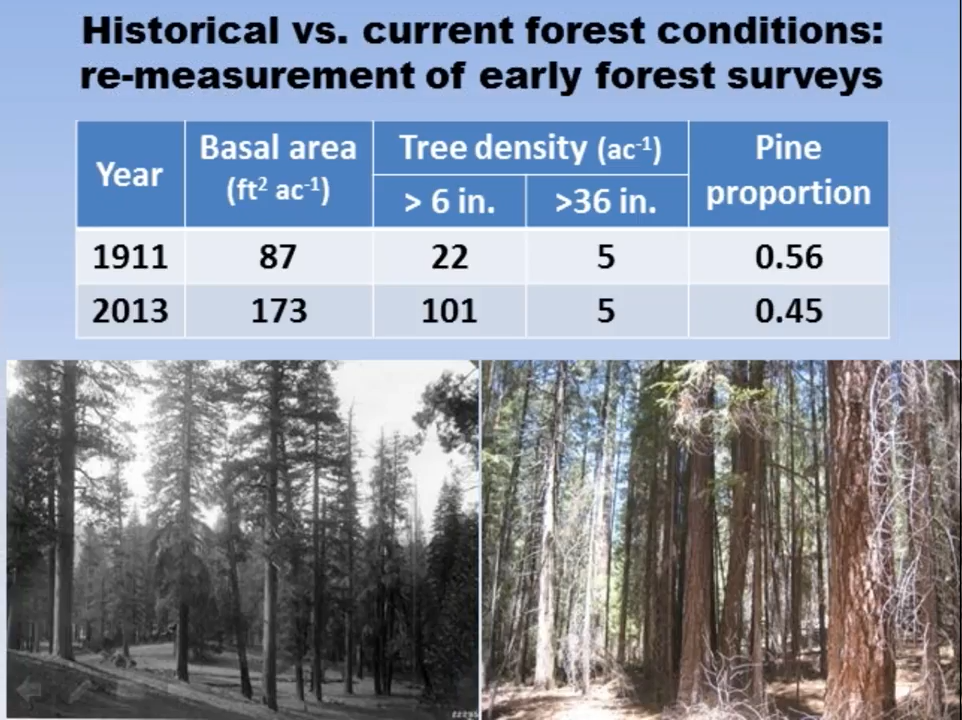 Historical vs. current forest conditions:
re-measurement of early forest surveys
Year
Basal area
(ft² ac⁻¹)
Tree density (ac⁻¹)
> 6 in.
>36 in.
Pine
proportion
1911 87 22 5 0.56
2013 173 101 5 0.45